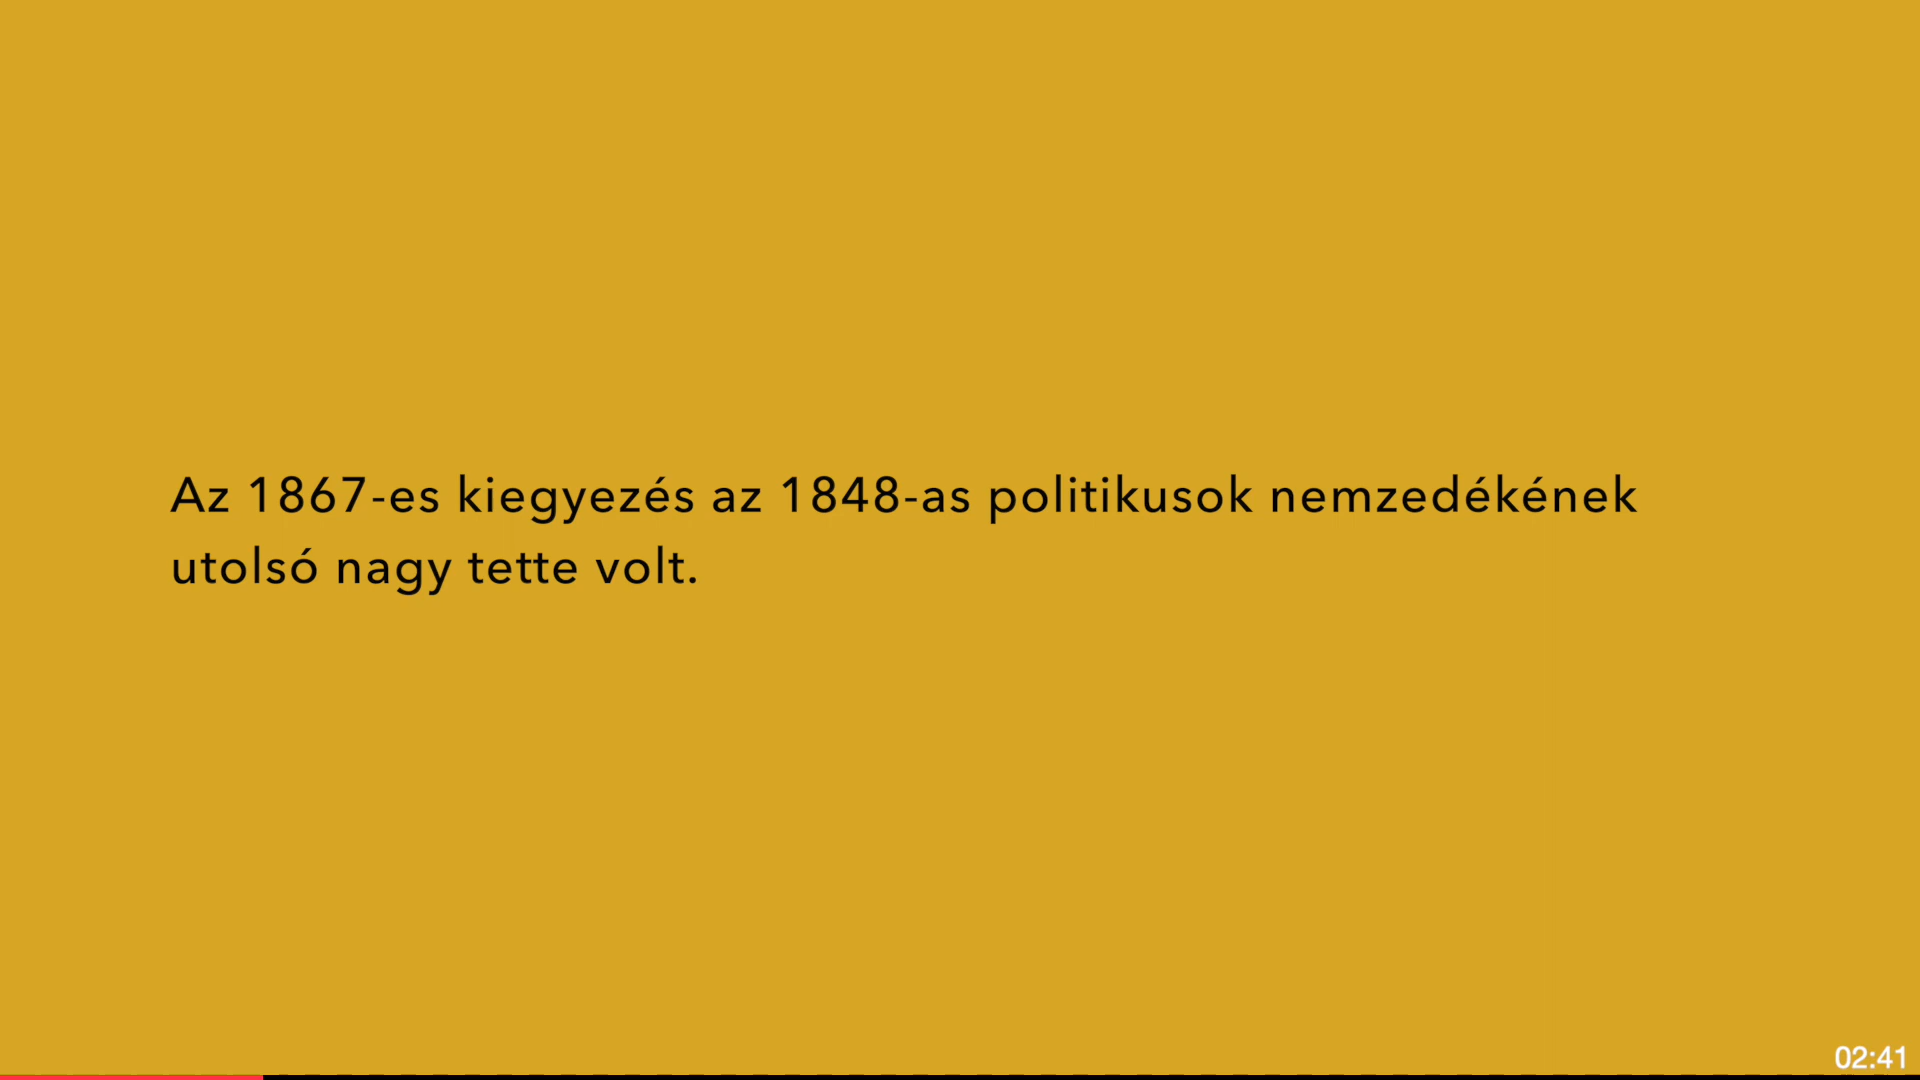 Az 1867-es kiegyezés az 1848-as politikusok nemzedékének
utolsó nagy tette volt.
02:41